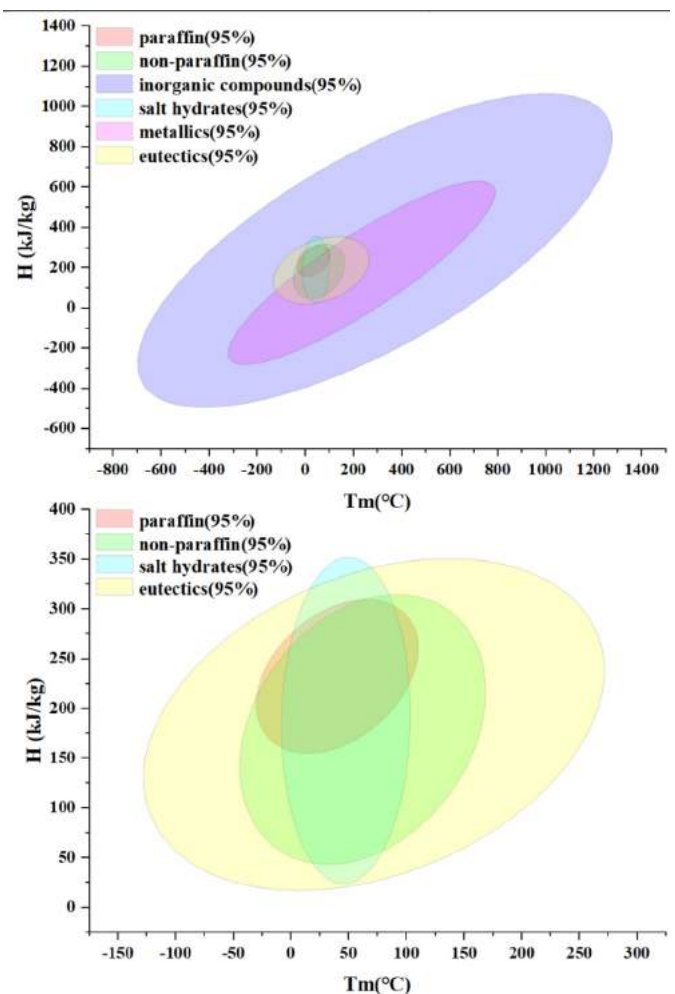 1400
1200
1000
800
600
400
200
0
-200
-400
-600
H (kJ/kg)
paraffin(95%)
non-paraffin(95%)
inorganic compounds(95%)
salt hydrates(95%)
metallics(95%)
eutectics(95%)
-800 -600 -400 -200 0 200 400 600 800 1000 1200 1400
Tm(°C)
400
350
300
250
200
150
100
50
0
H (kJ/kg)
paraffin(95%)
non-paraffin(95%)
salt hydrates(95%)
eutectics(95%)
-150 -100 -50 0 50 100 150 200 250 300
Tm(°C)